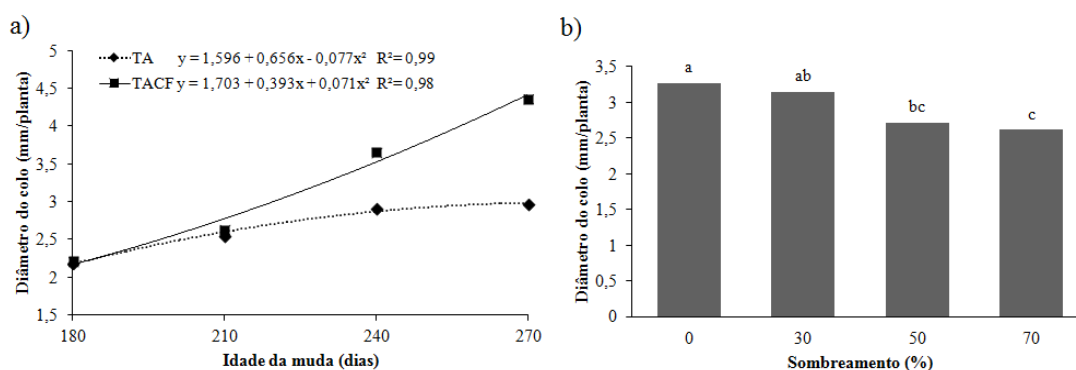 a)
TA y = 1,596 + 0,656x - 0,077x² R² = 0,99
TACF y = 1,703 + 0,393x + 0,071x² R² = 0,98
Diâmetro do colo (mm/planta)
5
4,5
4
3,5
3
2,5
2
1,5
180 210 240 270
Idade da muda (dias)
b)
Diâmetro do colo (mm/planta)
3,5
3
2,5
2
1,5
1
0,5
0
a ab bc c
0 30 50 70
Sombreamento (%)